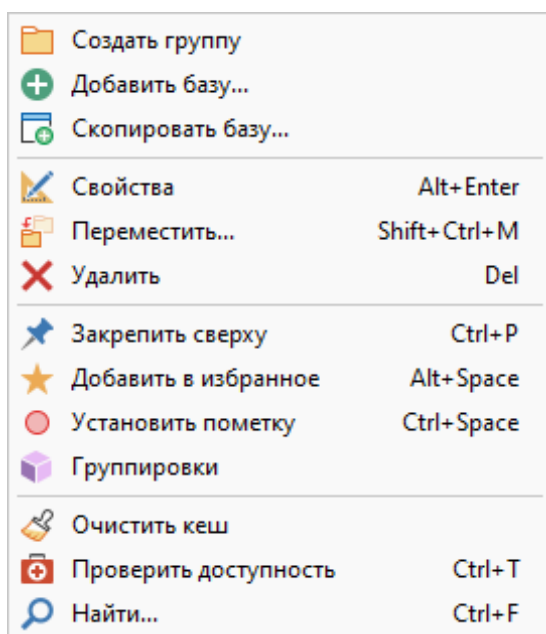 Создать группу
Добавить базу...
Скопировать базу...
Свойства Alt+Enter
Переместить... Shift+Ctrl+M
Удалить Del
Закрепить сверху Ctrl+P
Добавить в избранное Alt+Space
Установить пометку Ctrl+Space
Группировки
Очистить кеш
Проверить доступность Ctrl+T
Найти... Ctrl+F